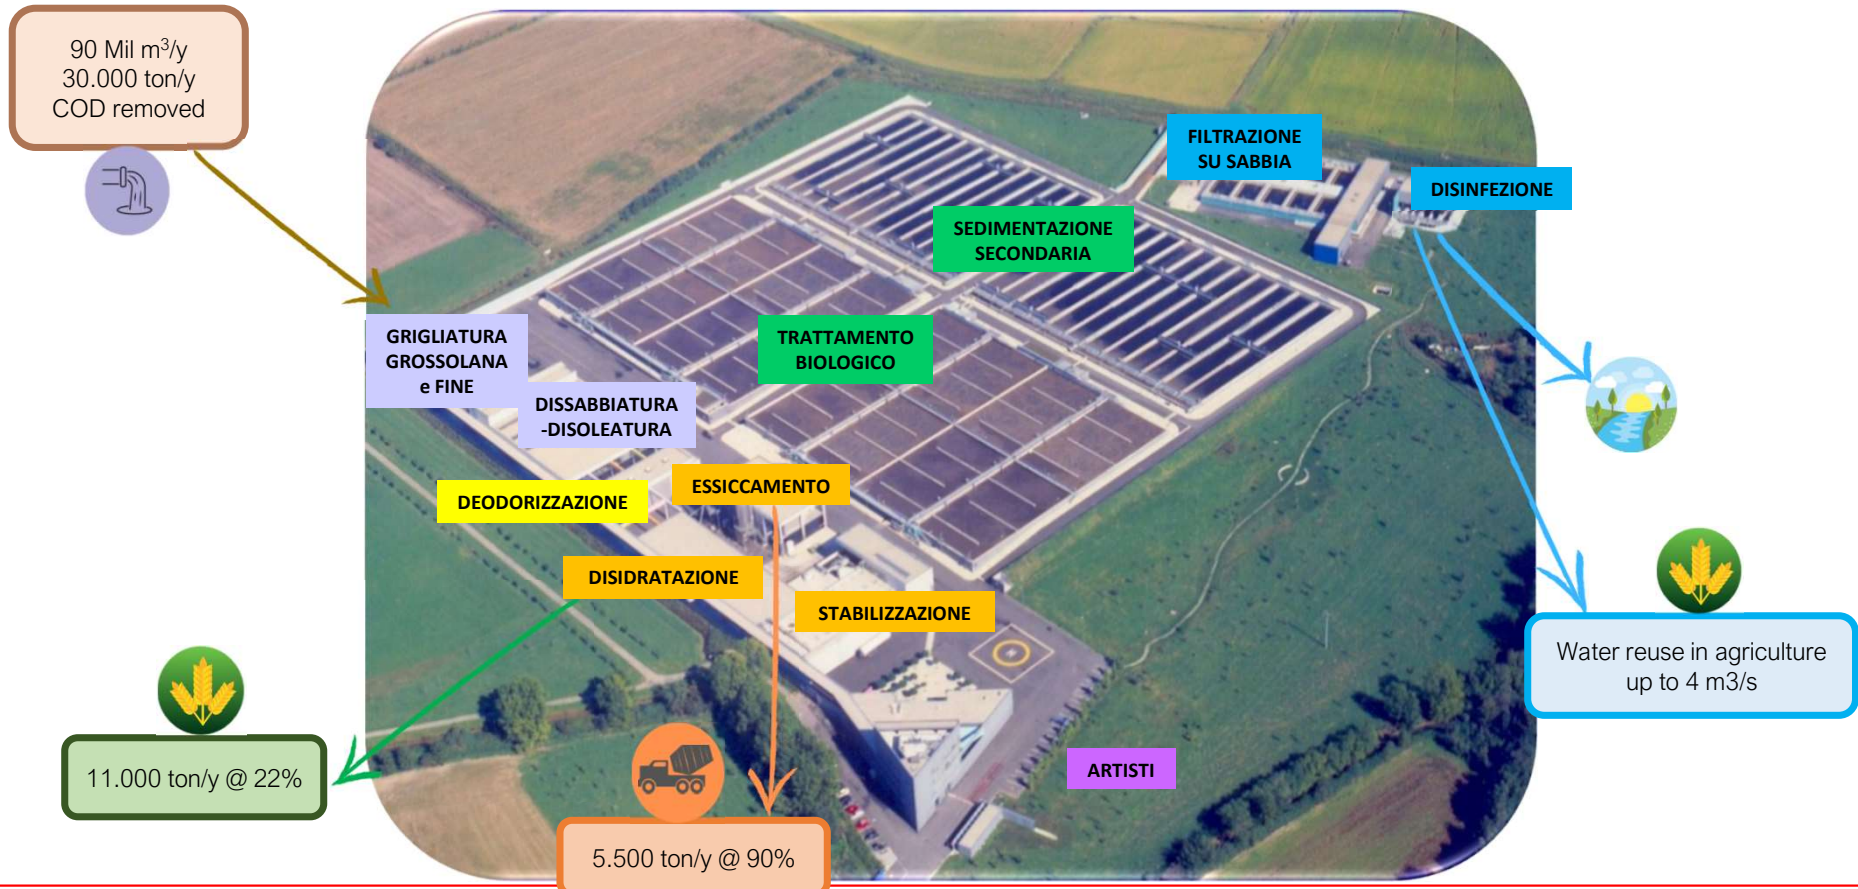 90 Mil m³/y
30.000 ton/y
COD removed
FILTRAZIONE
SU SABBIA
DISINFEZIONE
SEDIMENTAZIONE
SECONDARIA
GRIGLIATURA
GROSSOLANA
e FINE
TRATTAMENTO
BIOLOGICO
DISSABBIATURA
-DISOLEATURA
DEODORIZZAZIONE
ESSICCAMENTO
DISIDRATAZIONE
STABILIZZAZIONE
Water reuse in agriculture
up to 4 m3/s
11.000 ton/y @ 22%
ARTISTI
5.500 ton/y @ 90%